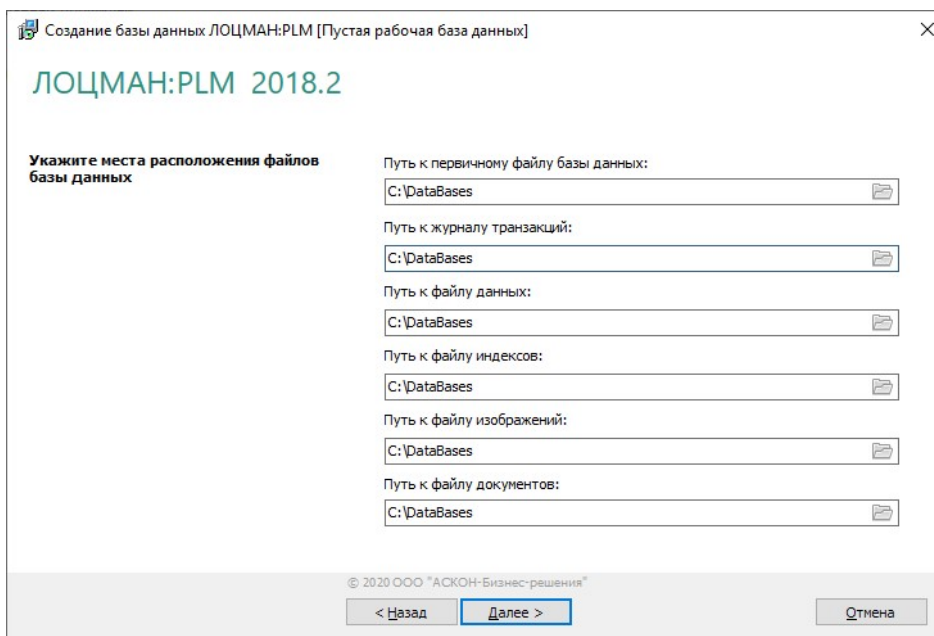 Создание базы данных ЛОЦМАН:PLM [Пустая рабочая база данных]
ЛОЦМАН:PLM 2018.2
Укажите места расположения файлов
базы данных
Путь к первичному файлу базы данных:
C:\DataBases
Путь к журналу транзакций:
C:\DataBases
Путь к файлу данных:
C:\DataBases
Путь к файлу индексов:
C:\DataBases
Путь к файлу изображений:
C:\DataBases
Путь к файлу документов:
C:\DataBases
© 2020 ООО "АСКОН-Бизнес-решения"
< Назад Далее > Отмена